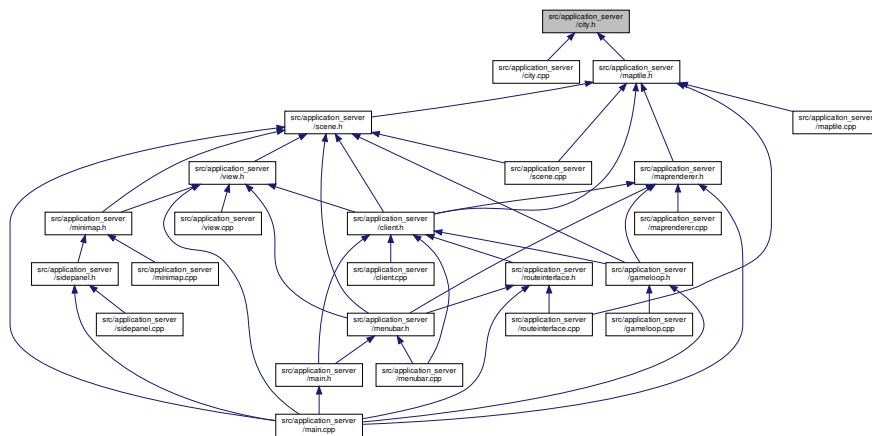 src/application_server
/city.h
src/application_server
/city.cpp
src/application_server
/maptile.h
src/application_server
/scene.h
src/application_server
/maptile.cpp
src/application_server
/view.h
src/application_server
/scene.cpp
src/application_server
/maprenderer.h
src/application_server
/minimap.h
src/application_server
/view.cpp
src/application_server
/client.h
src/application_server
/maprenderer.cpp
src/application_server
/sidepanel.h
src/application_server
/minimap.cpp
src/application_server
/client.cpp
src/application_server
/routeinterface.h
src/application_server
/gameloop.h
src/application_server
/sidepanel.cpp
src/application_server
/menubar.h
src/application_server
/routeinterface.cpp
src/application_server
/gameloop.cpp
src/application_server
/main.h
src/application_server
/menubar.cpp
src/application_server
/main.cpp